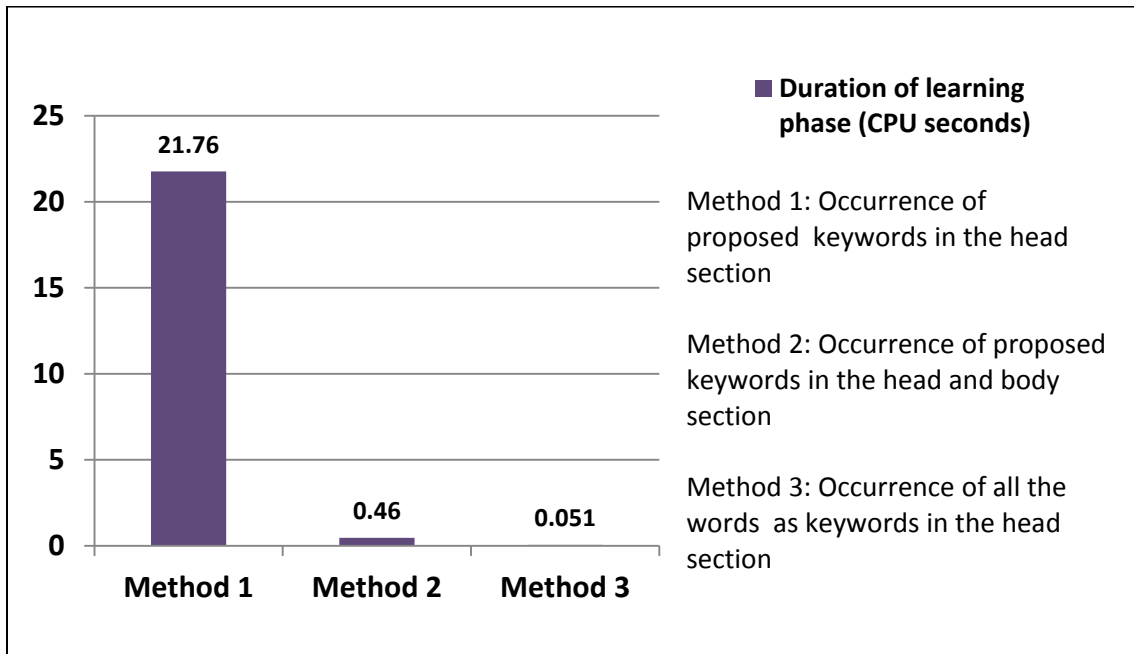 25
20
15
10
5
0
21.76
0.46
0.051
Method 1
Method 2
Method 3
Duration of learning
phase (CPU seconds)
Method 1: Occurrence of
proposed  keywords in the head
section
Method 2: Occurrence of proposed
keywords in the head and body
section
Method 3: Occurrence of all the
words  as keywords in the head
section